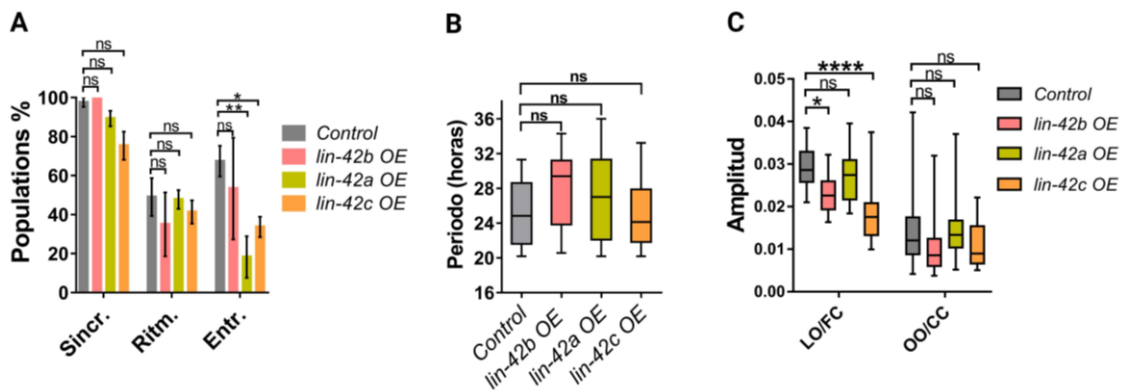 A
ns
ns
ns
ns
ns
ns
*
**
ns
Populations %
100
80
60
40
20
0
Sincr.
Ritm.
Entr.
Control
lin-42b OE
lin-42a OE
lin-42c OE
B
ns
ns
ns
Periodo (horas)
36
32
28
24
20
16
Control
lin-42b OE
lin-42a OE
lin-42c OE
C
****
ns
*
ns
ns
ns
Amplitud
0.05
0.04
0.03
0.02
0.01
0.00
LO/FC
OO/CC
Control
lin-42b OE
lin-42a OE
lin-42c OE